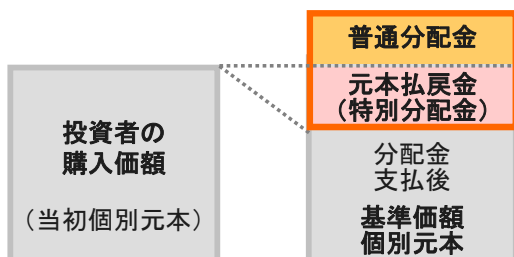 投資者の
購入価額
（当初個別元本）
普通分配金
元本払戻金
（特別分配金）
分配金
支払後
基準価額
個別元本